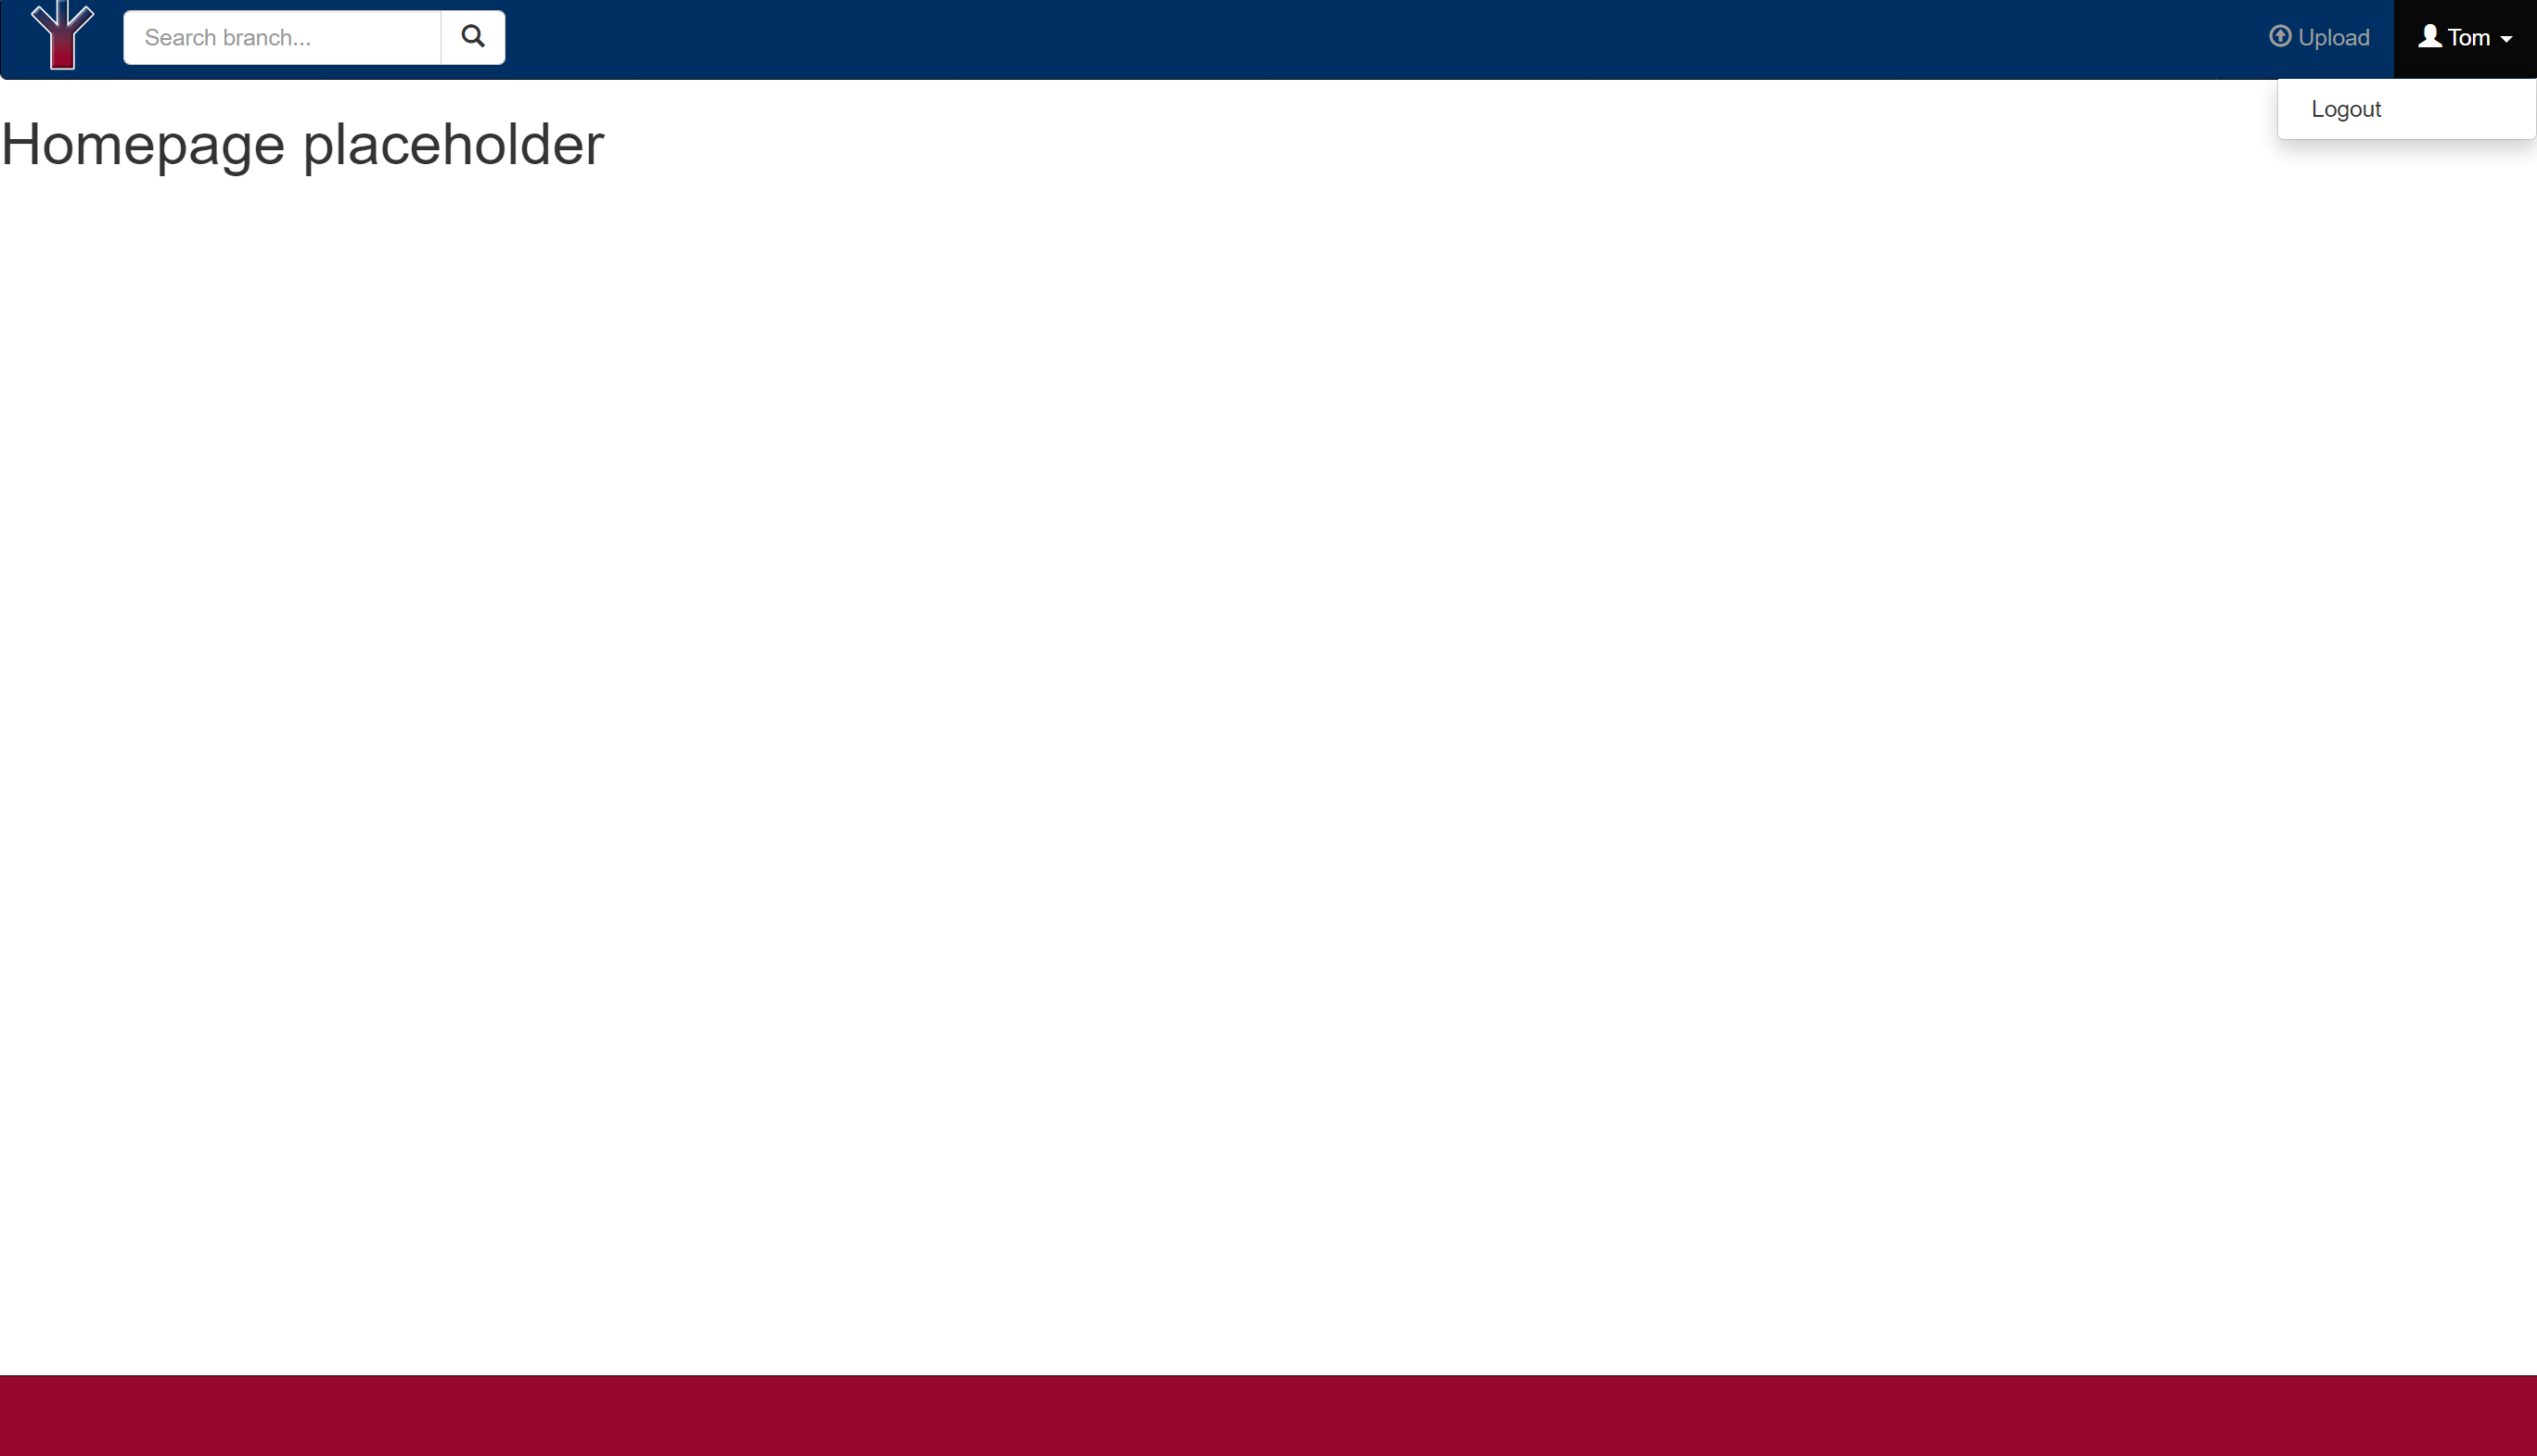 Search branch...
Upload
Tom
Logout
Homepage placeholder